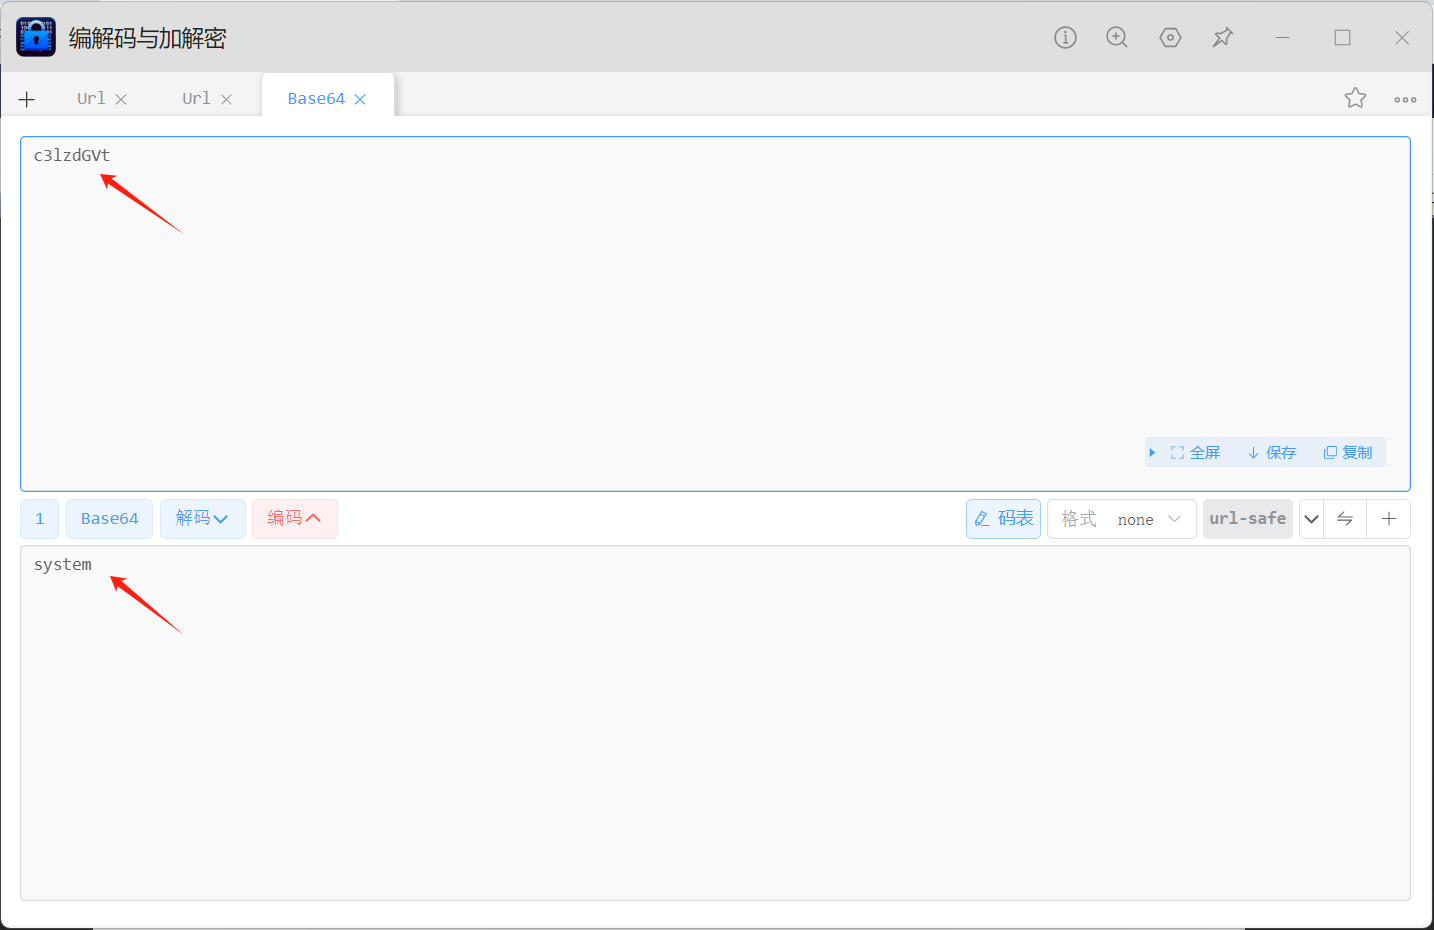 编解码与加解密
Url
Url
Base64
c3lzdGVt
全屏
保存
复制
1
Base64
解码
编码
码表
格式 none
url-safe
system